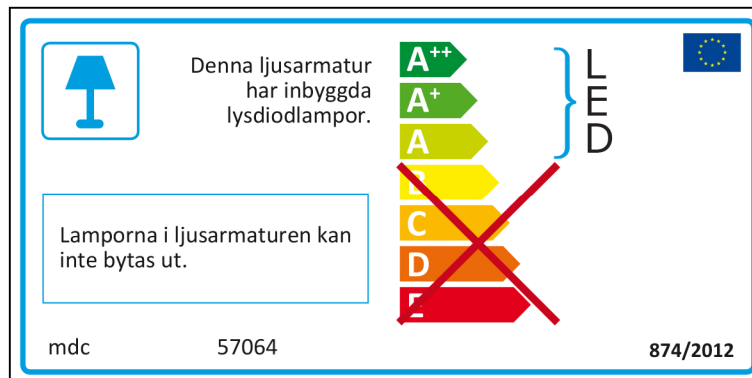 Denna ljusarmatur
har inbyggda
lysdiodlampor.
A++
A+
A
B
C
D
E
L
E
D
Lamporna i ljusarmaturen kan
inte bytas ut.
mdc 57064
874/2012